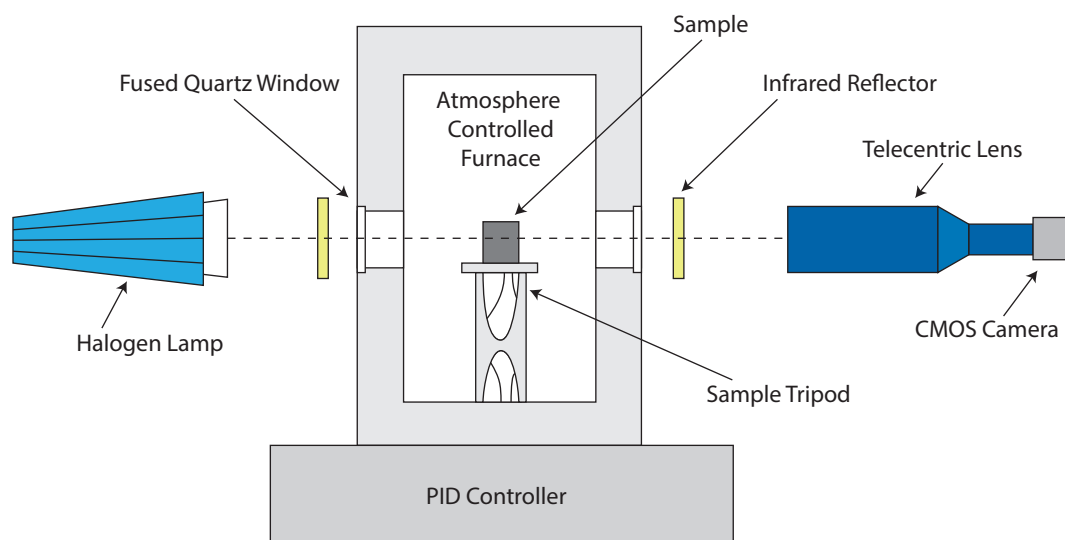 Sample
Fused Quartz Window
Infrared Reflector
Atmosphere
Controlled
Furnace
Telecentric Lens
Halogen Lamp
CMOS Camera
Sample Tripod
PID Controller